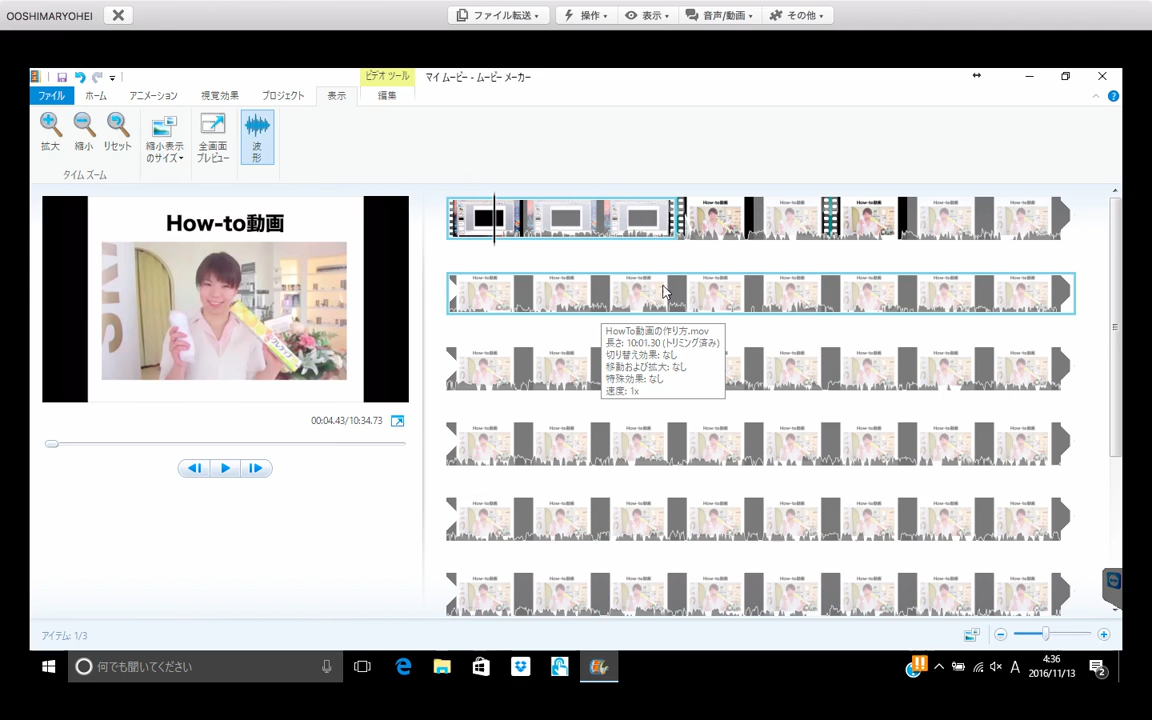 OOSHIMARYOHEI
ファイル転送
操作
表示
音声/動画
その他
ビデオ ツール
マイ ムービー - ムービー メーカー
ファイル
ホーム
アニメーション
視覚効果
プロジェクト
表示
編集
拡大
縮小
リセット
縮小表示
のサイズ
全画面
プレビュー
波
形
タイム ズーム
How-to動画
00:04.43/10:34.73
HowTo動画の作り方.mov
長さ: 10:01.30 (トリミング済み)
切り替え効果: なし
移動および拡大: なし
特殊効果: なし
速度: 1x
アイテム: 1/3
何でも聞いてください
A
4:36
2016/11/13
2